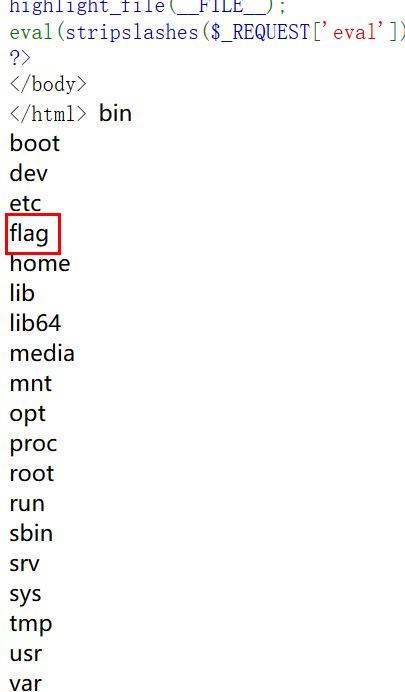 highlight_file(__FILE__);
eval(stripslashes($_REQUEST['eval'])
?>
</body>
</html> bin
boot
dev
etc
flag
home
lib
lib64
media
mnt
opt
proc
root
run
sbin
srv
sys
tmp
usr
var